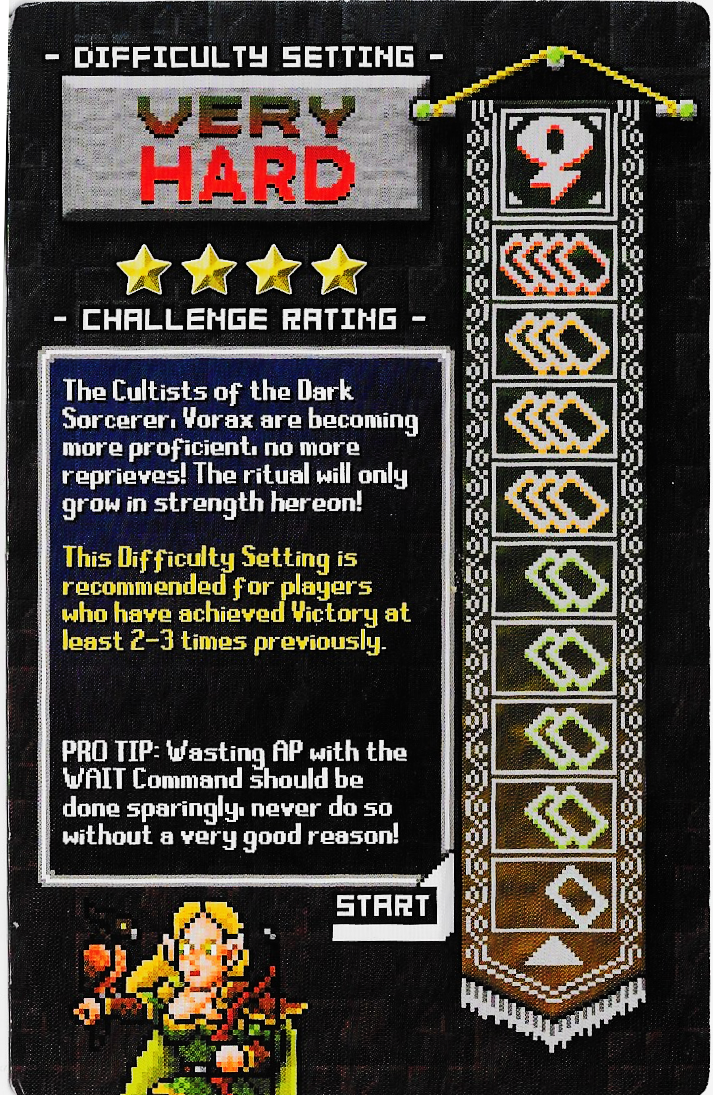 - DIFFICULTY SETTING -
VERY
HARD
- CHALLENGE RATING -
The Cultists of the Dark
Sorcerer, Vorax are becoming
more proficient, no more
reprieves! The ritual will only
grow in strength hereon!
This Difficulty Setting is
recommended for players
who have achieved Victory at
least 2-3 times previously.
PRO TIP: Wasting AP with the
WAIT Command should be
done sparingly, never do so
without a very good reason!
START